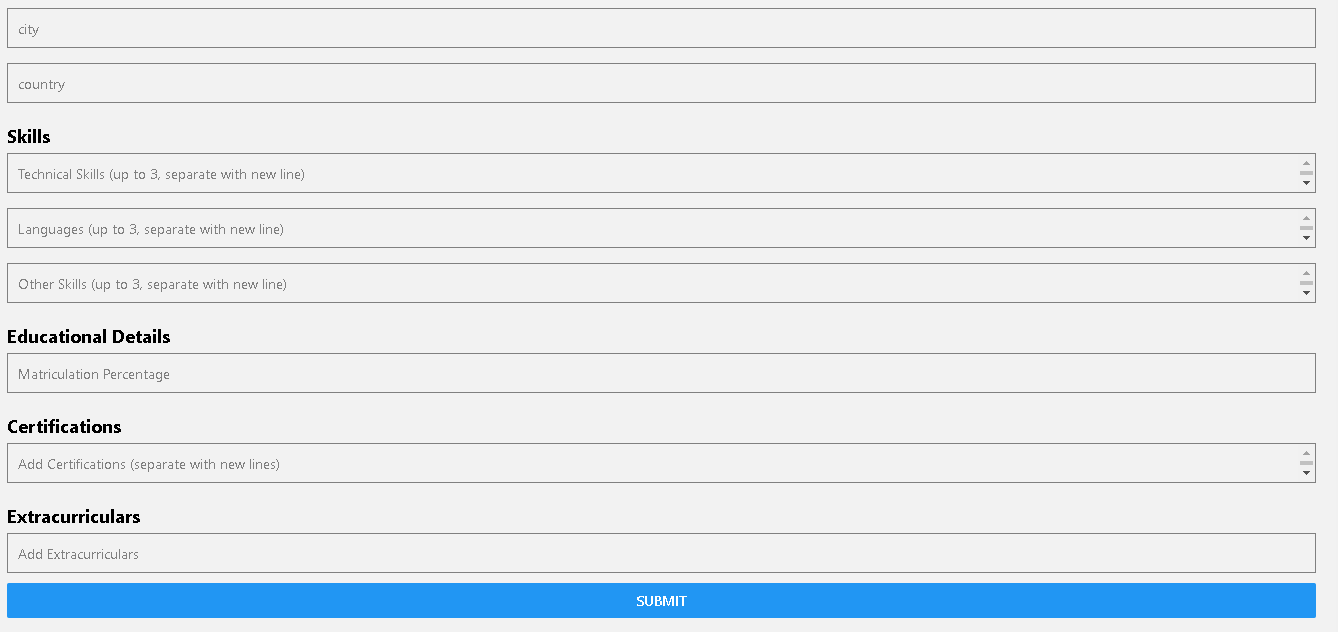 city
country
Skills
Technical Skills (up to 3, separate with new line)
Languages (up to 3, separate with new line)
Other Skills (up to 3, separate with new line)
Educational Details
Matriculation Percentage
Certifications
Add Certifications (separate with new lines)
Extracurriculars
Add Extracurriculars
SUBMIT